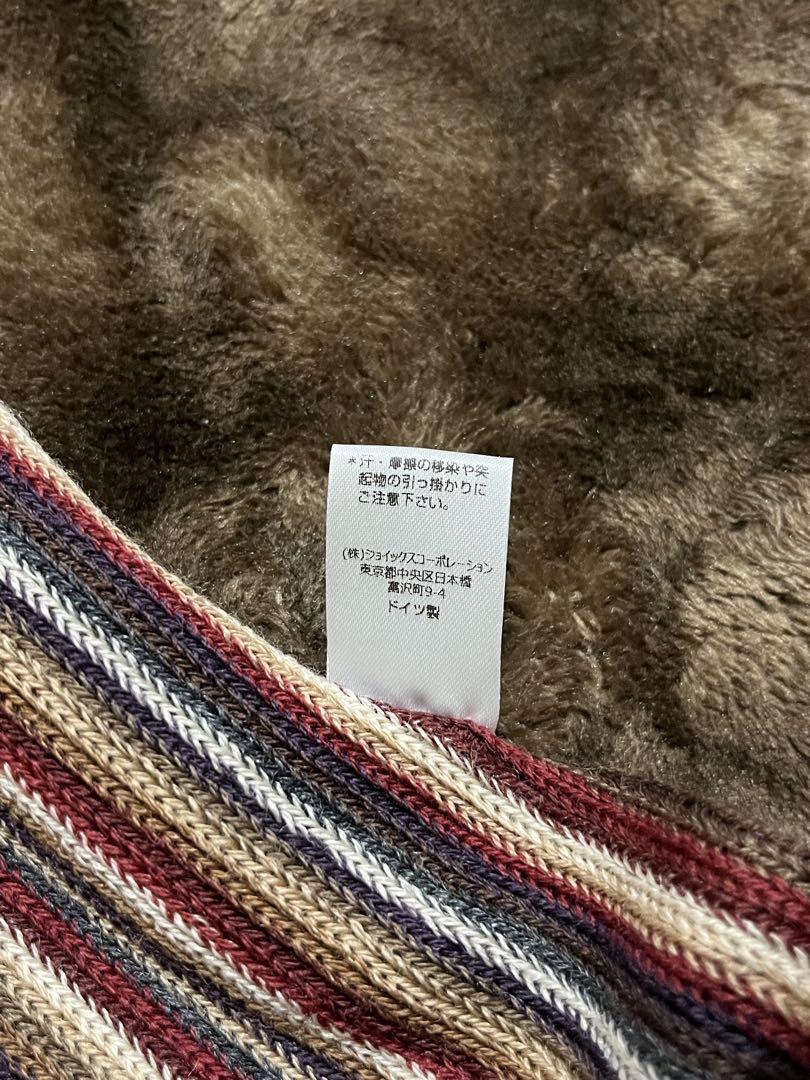 ＊汗・摩擦の移染や突
起物の引っ掛かりに
ご注意下さい。
(株)ジョイックスコーポレーション
東京都中央区日本橋
富沢町9-4
ドイツ製